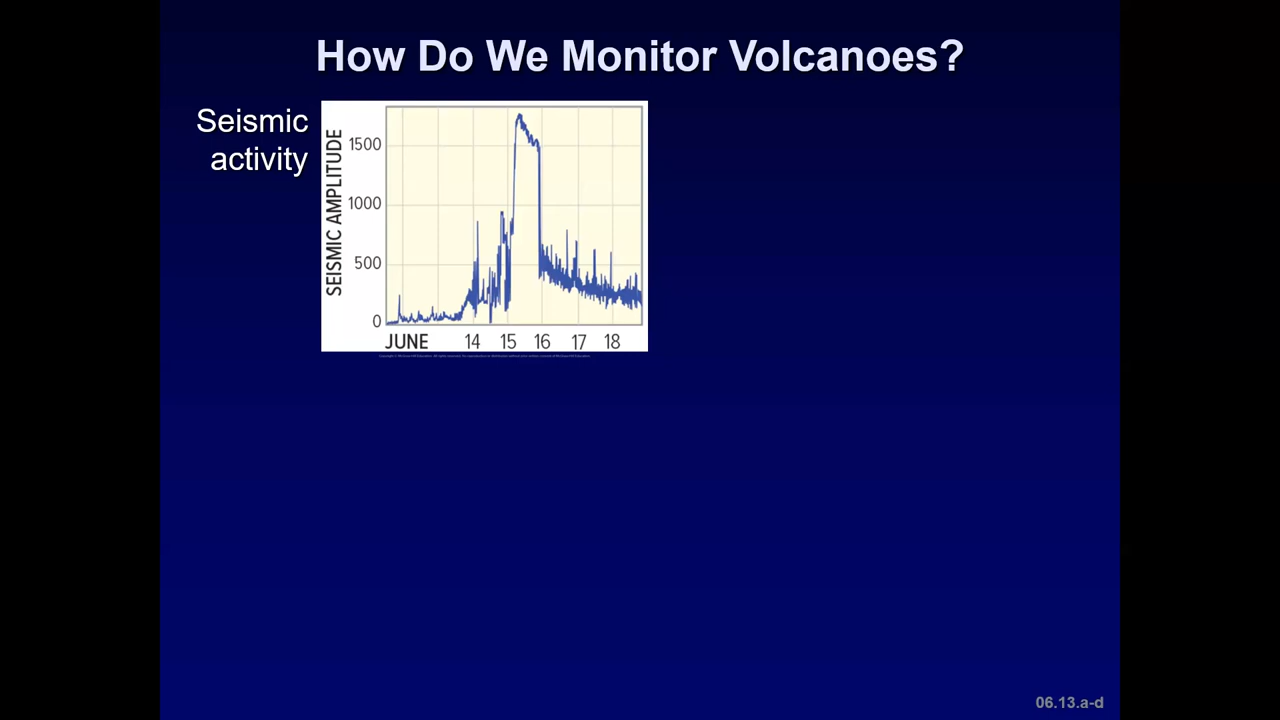 How Do We Monitor Volcanoes?
Seismic
activity
SEISMIC AMPLITUDE
1500
1000
500
0
JUNE 14 15 16 17 18
06.13.a-d